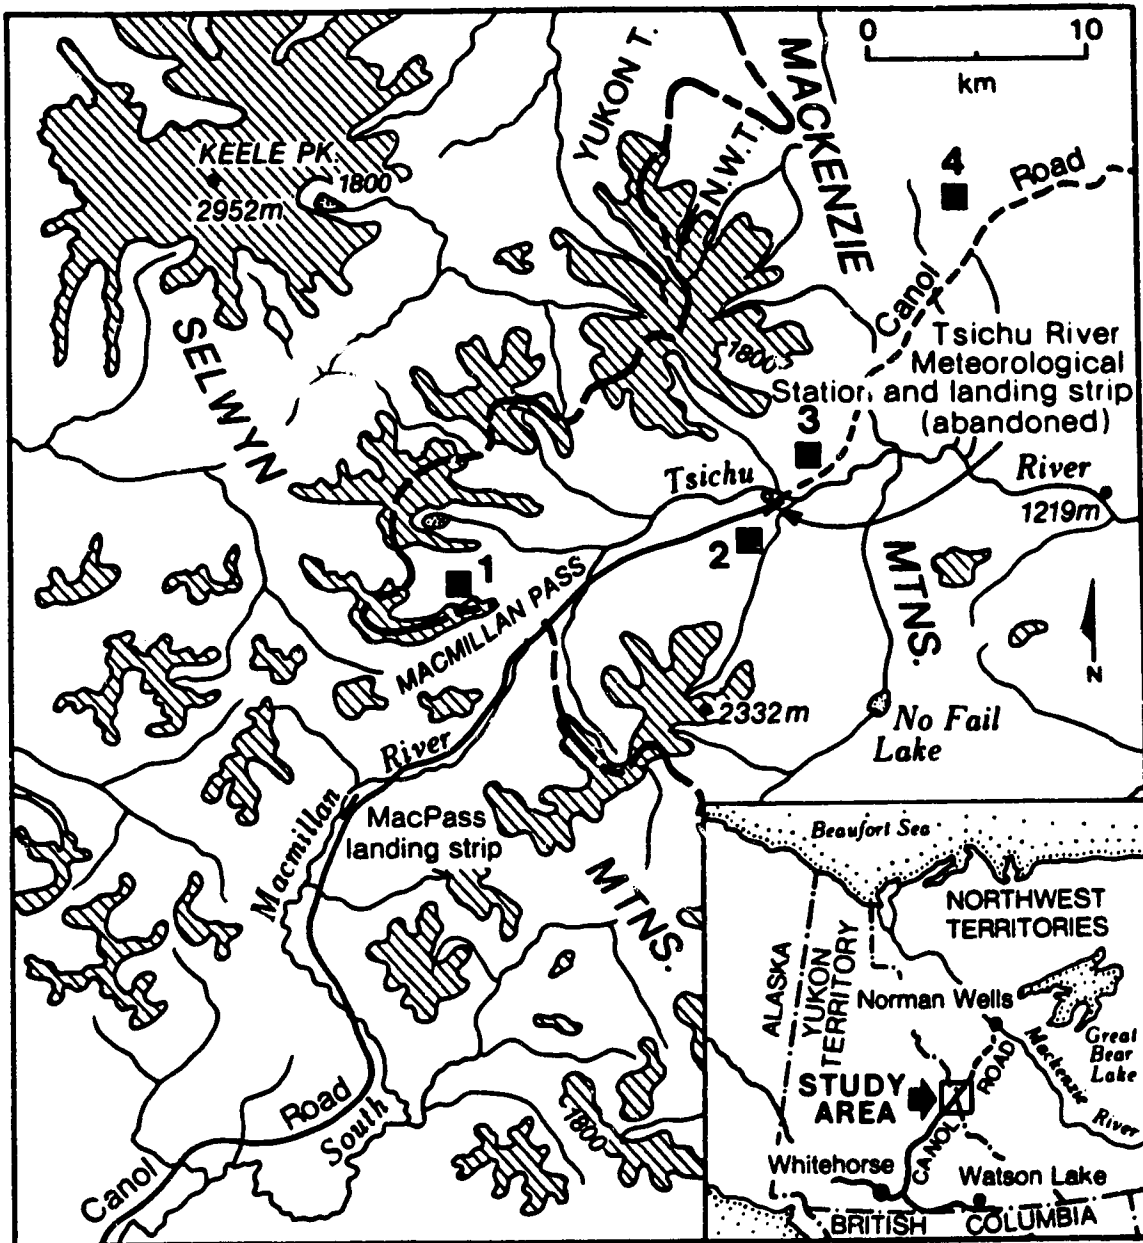 0 10
km
YUKON T.
N.W.T.
MACKENZIE
4
Road
KEELE PK.
1800
2952m
Canol
SELWYN
1800
Tsichu River
Meteorological
Station and landing strip
(abandoned)
3
Tsichu
River
1219m
2
1
MACMILLAN PASS
MTNS.
N
2332m
No Fail
Lake
River
Macmillan
MacPass
landing strip
MTNS.
Road
South
Canol
1800
Beaufort Sea
NORTHWEST
TERRITORIES
ALASKA
YUKON
TERRITORY
Norman Wells
Great
Bear
Lake
Mackenzie
River
STUDY
AREA
ROAD
CANOL
Whitehorse
Watson Lake
BRITISH COLUMBIA